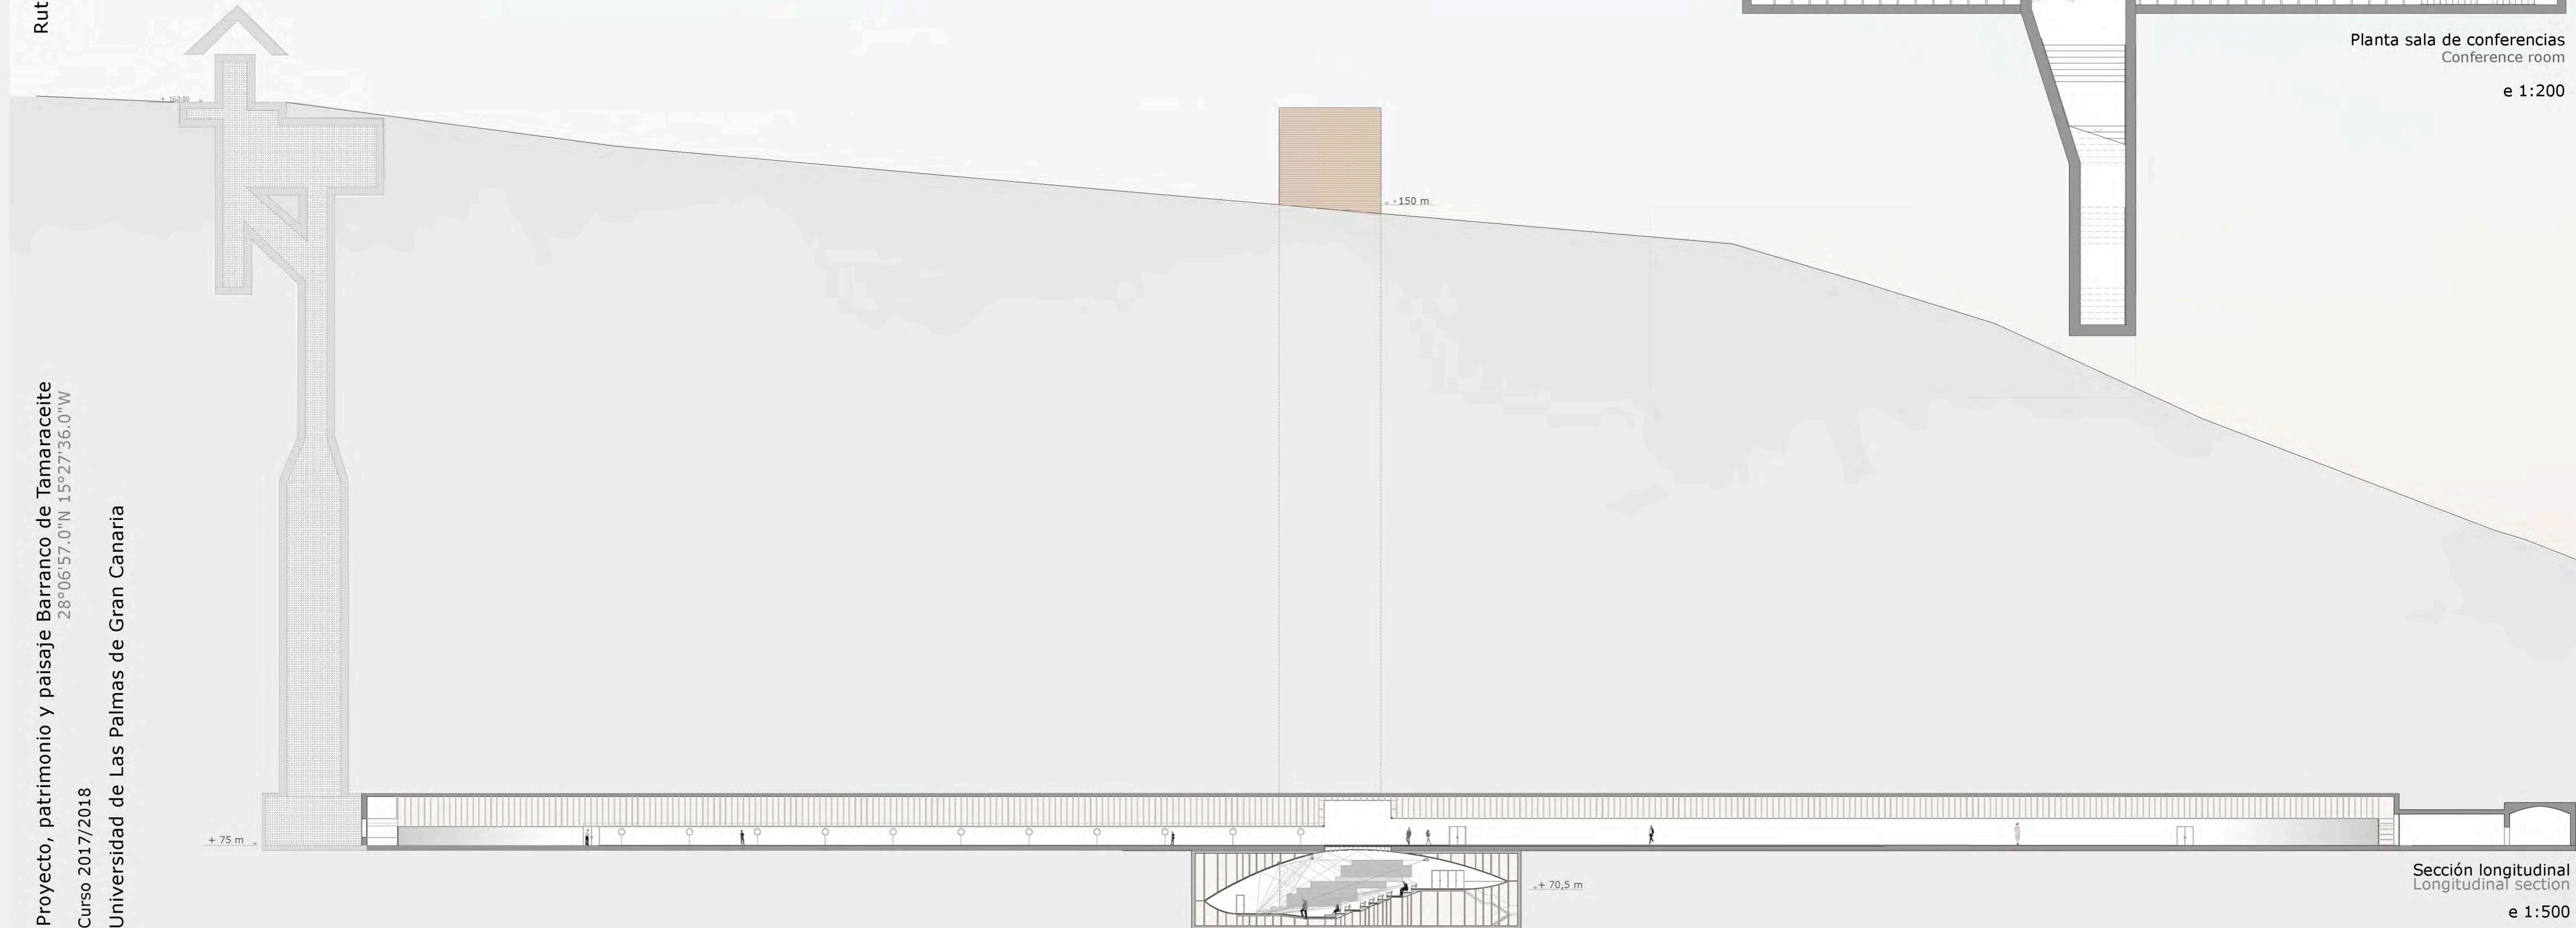 Rut
Proyecto, patrimonio y paisaje Barranco de Tamaraceite
28°06'57.0"N 15°27'36.0"W
Curso 2017/2018
Universidad de Las Palmas de Gran Canaria
Planta sala de conferencias
Conference room
e 1:200
+150 m
+ 75 m
+ 70,5 m
Sección longitudinal
Longitudinal section
e 1:500